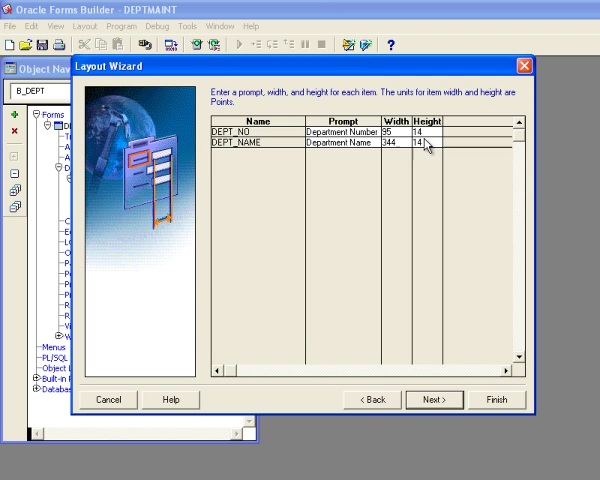 Oracle Forms Builder - DEPTMAINT
File Edit View Layout Program Debug Tools Window Help
Layout Wizard
Object Nav
B_DEPT
Forms
Menus
PL/SQL
Object L
Built-in F
Databas
Enter a prompt, width, and height for each item. The units for item width and height are
Points.
Name Prompt Width Height
DEPT_NO Department Number 95 14
DEPT_NAME Department Name 344 14
Cancel Help < Back Next > Finish